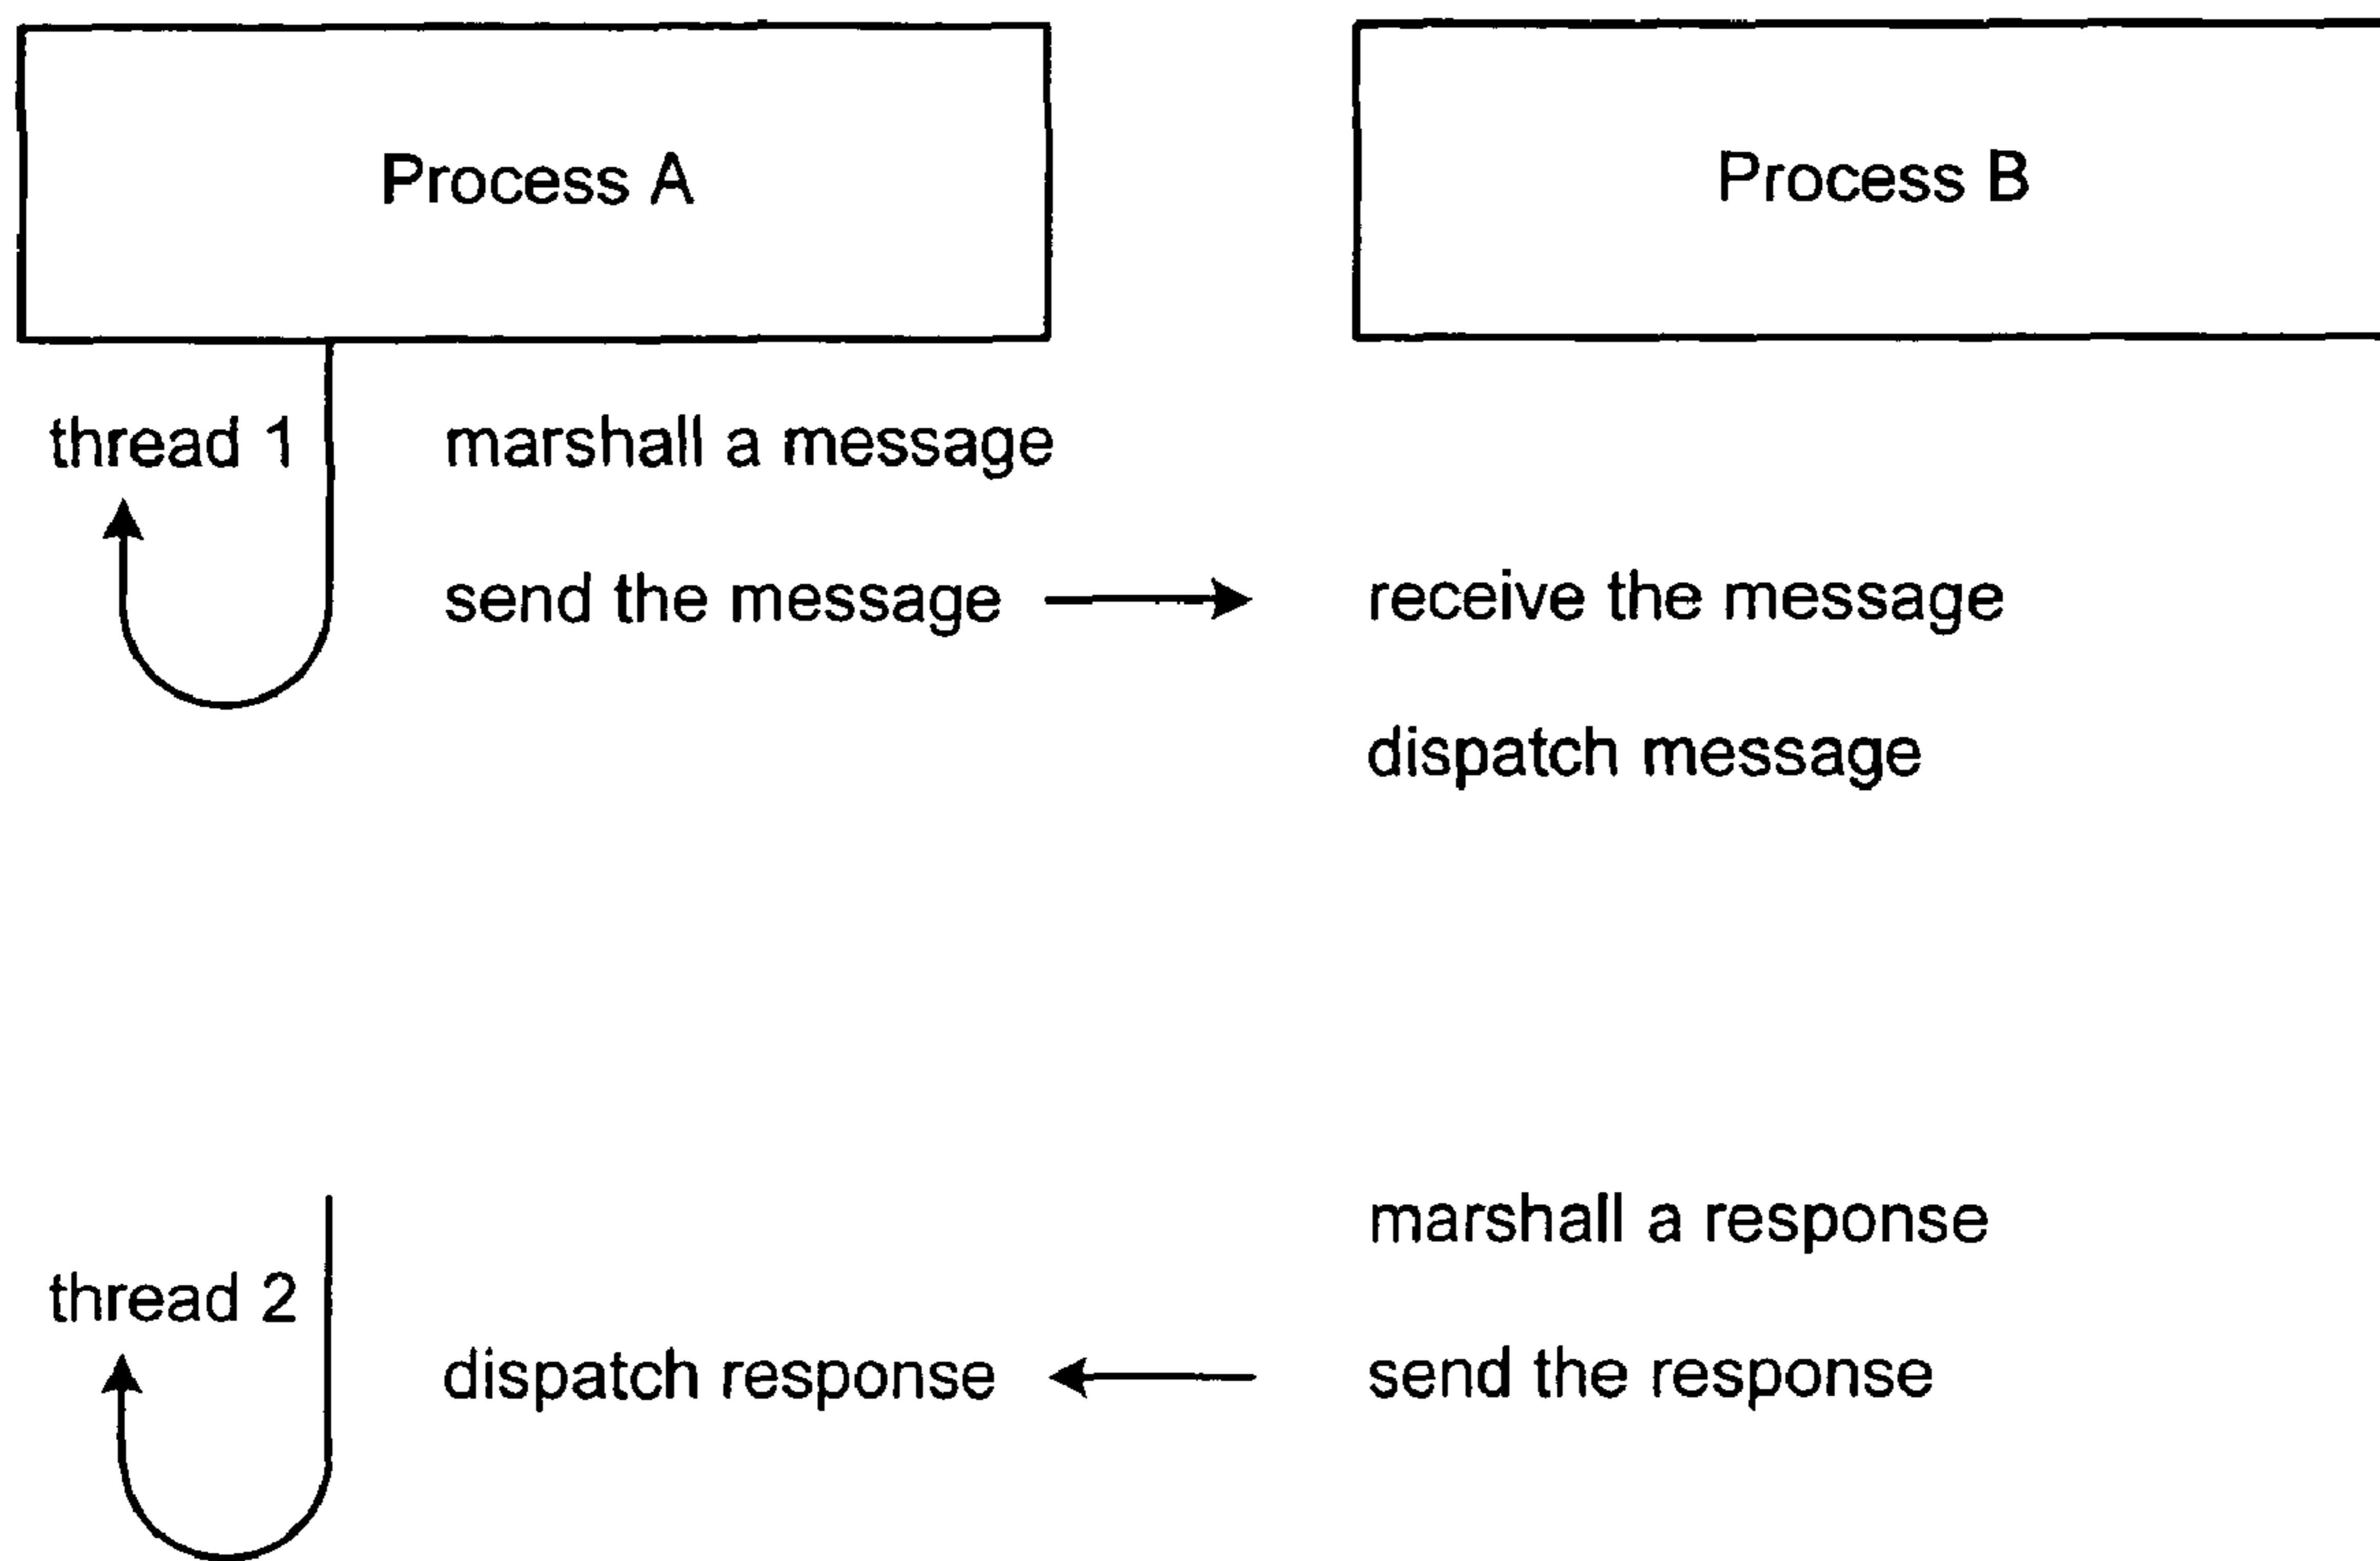 Process A
Process B
thread 1
marshall a message
send the message
receive the message
dispatch message
marshall a response
thread 2
dispatch response
send the response